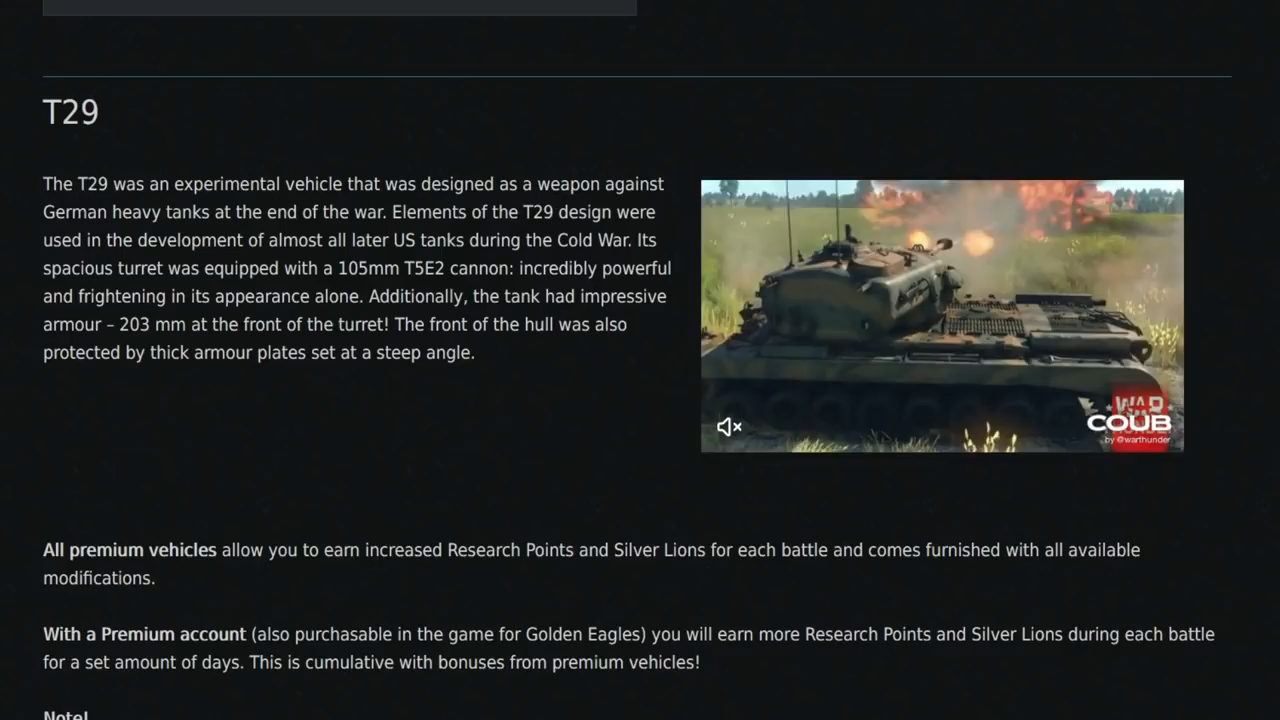 T29
The T29 was an experimental vehicle that was designed as a weapon against
German heavy tanks at the end of the war. Elements of the T29 design were
used in the development of almost all later US tanks during the Cold War. Its
spacious turret was equipped with a 105mm T5E2 cannon: incredibly powerful
and frightening in its appearance alone. Additionally, the tank had impressive
armour – 203 mm at the front of the turret! The front of the hull was also
protected by thick armour plates set at a steep angle.
WAR
COUB
by @warthunder
All premium vehicles allow you to earn increased Research Points and Silver Lions for each battle and comes furnished with all available
modifications.
With a Premium account (also purchasable in the game for Golden Eagles) you will earn more Research Points and Silver Lions during each battle
for a set amount of days. This is cumulative with bonuses from premium vehicles!
Note!